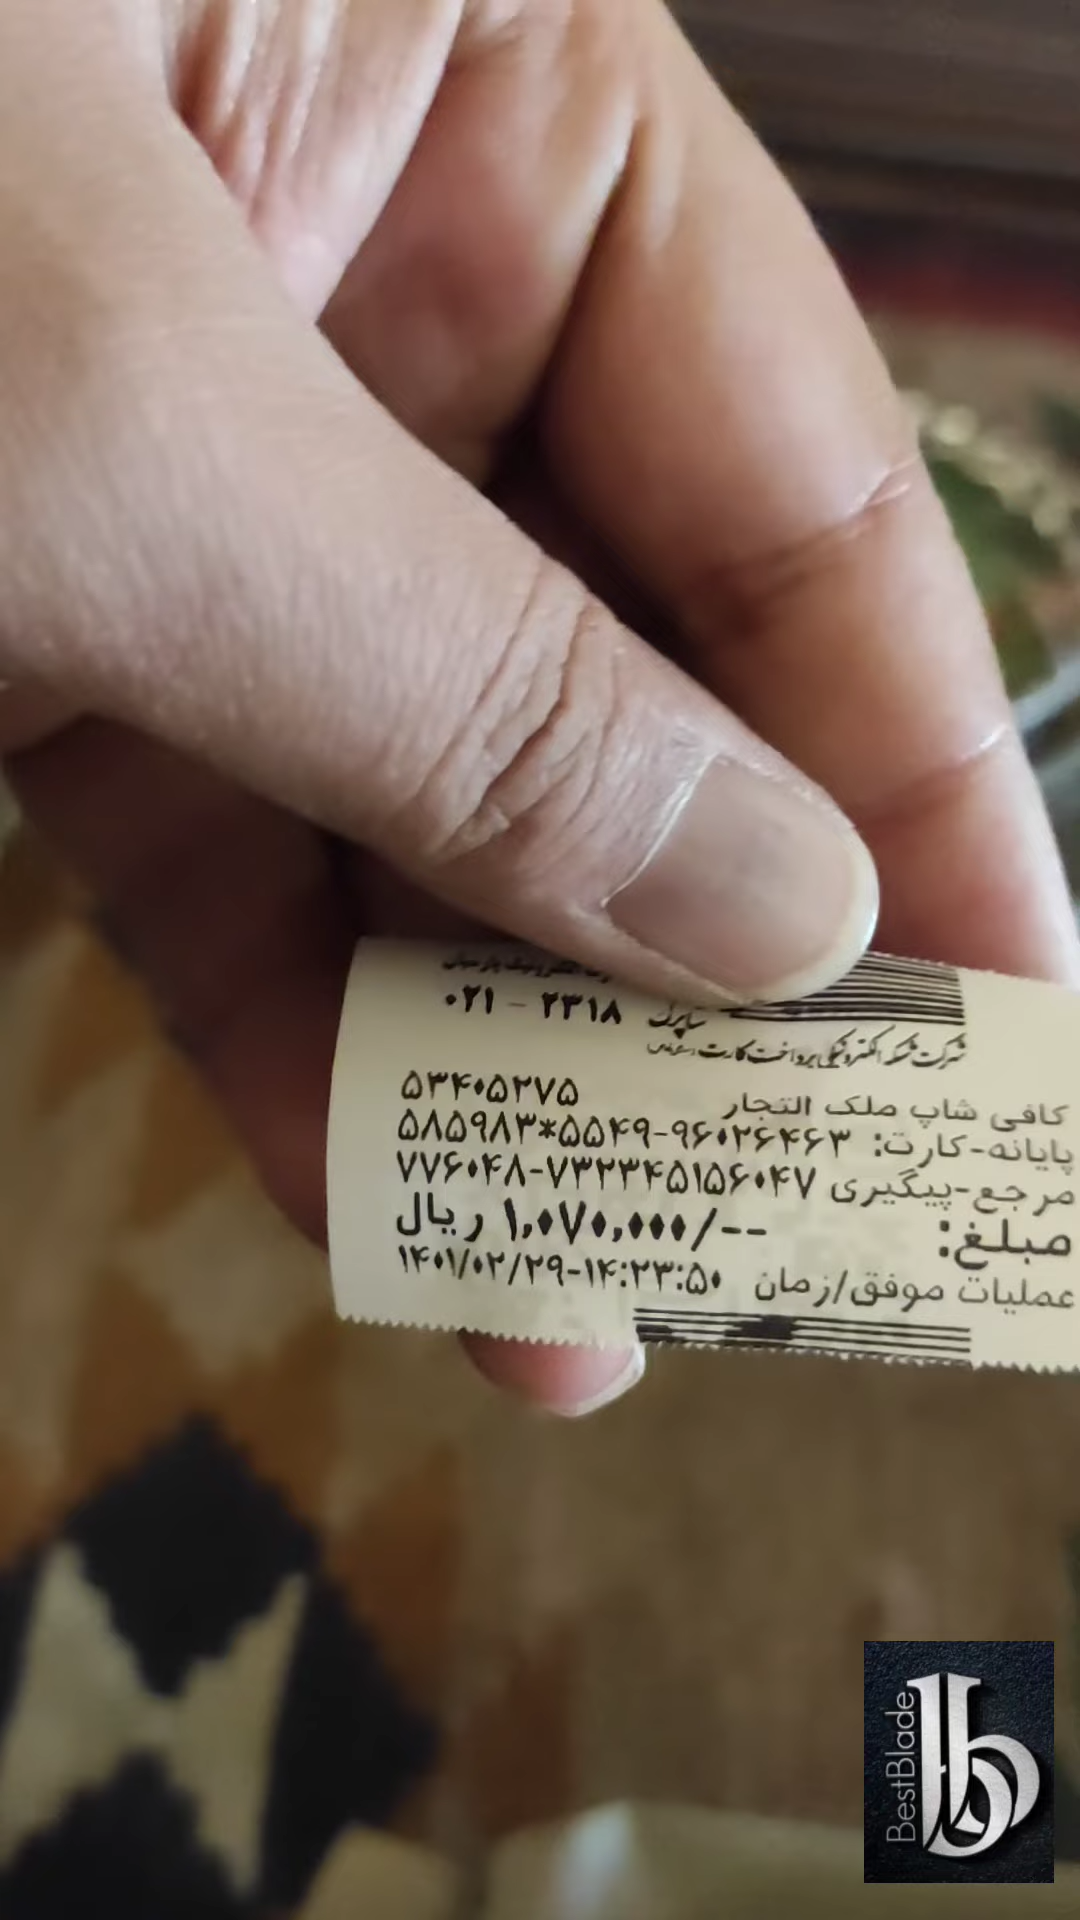 ۰۲۱ - ۲۳۱۸
شرکت شبکه الکترونیکی پرداخت کارت
کافی شاپ ملک التجار ۵۳۴۰۵۲۷۵
پایانه-کارت: ۵۸۵۹۸۳*۵۵۴۹-۹۶۰۲۶۴۶۳
مرجع-پیگیری ۷۷۶۰۴۸-۷۳۲۳۴۵۱۵۶۰۴۷
مبلغ: ۱,۰۷۰,۰۰۰/-- ریال
عملیات موفق/زمان ۱۴۰۱/۰۲/۲۹-۱۴:۲۳:۵۰
BestBlade